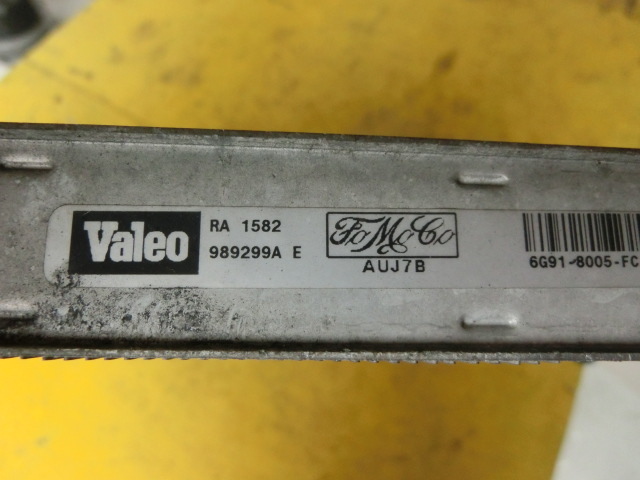 Valeo
RA 1582
989299A E
FoMoCo
AUJ7B
6G91-8005-FC